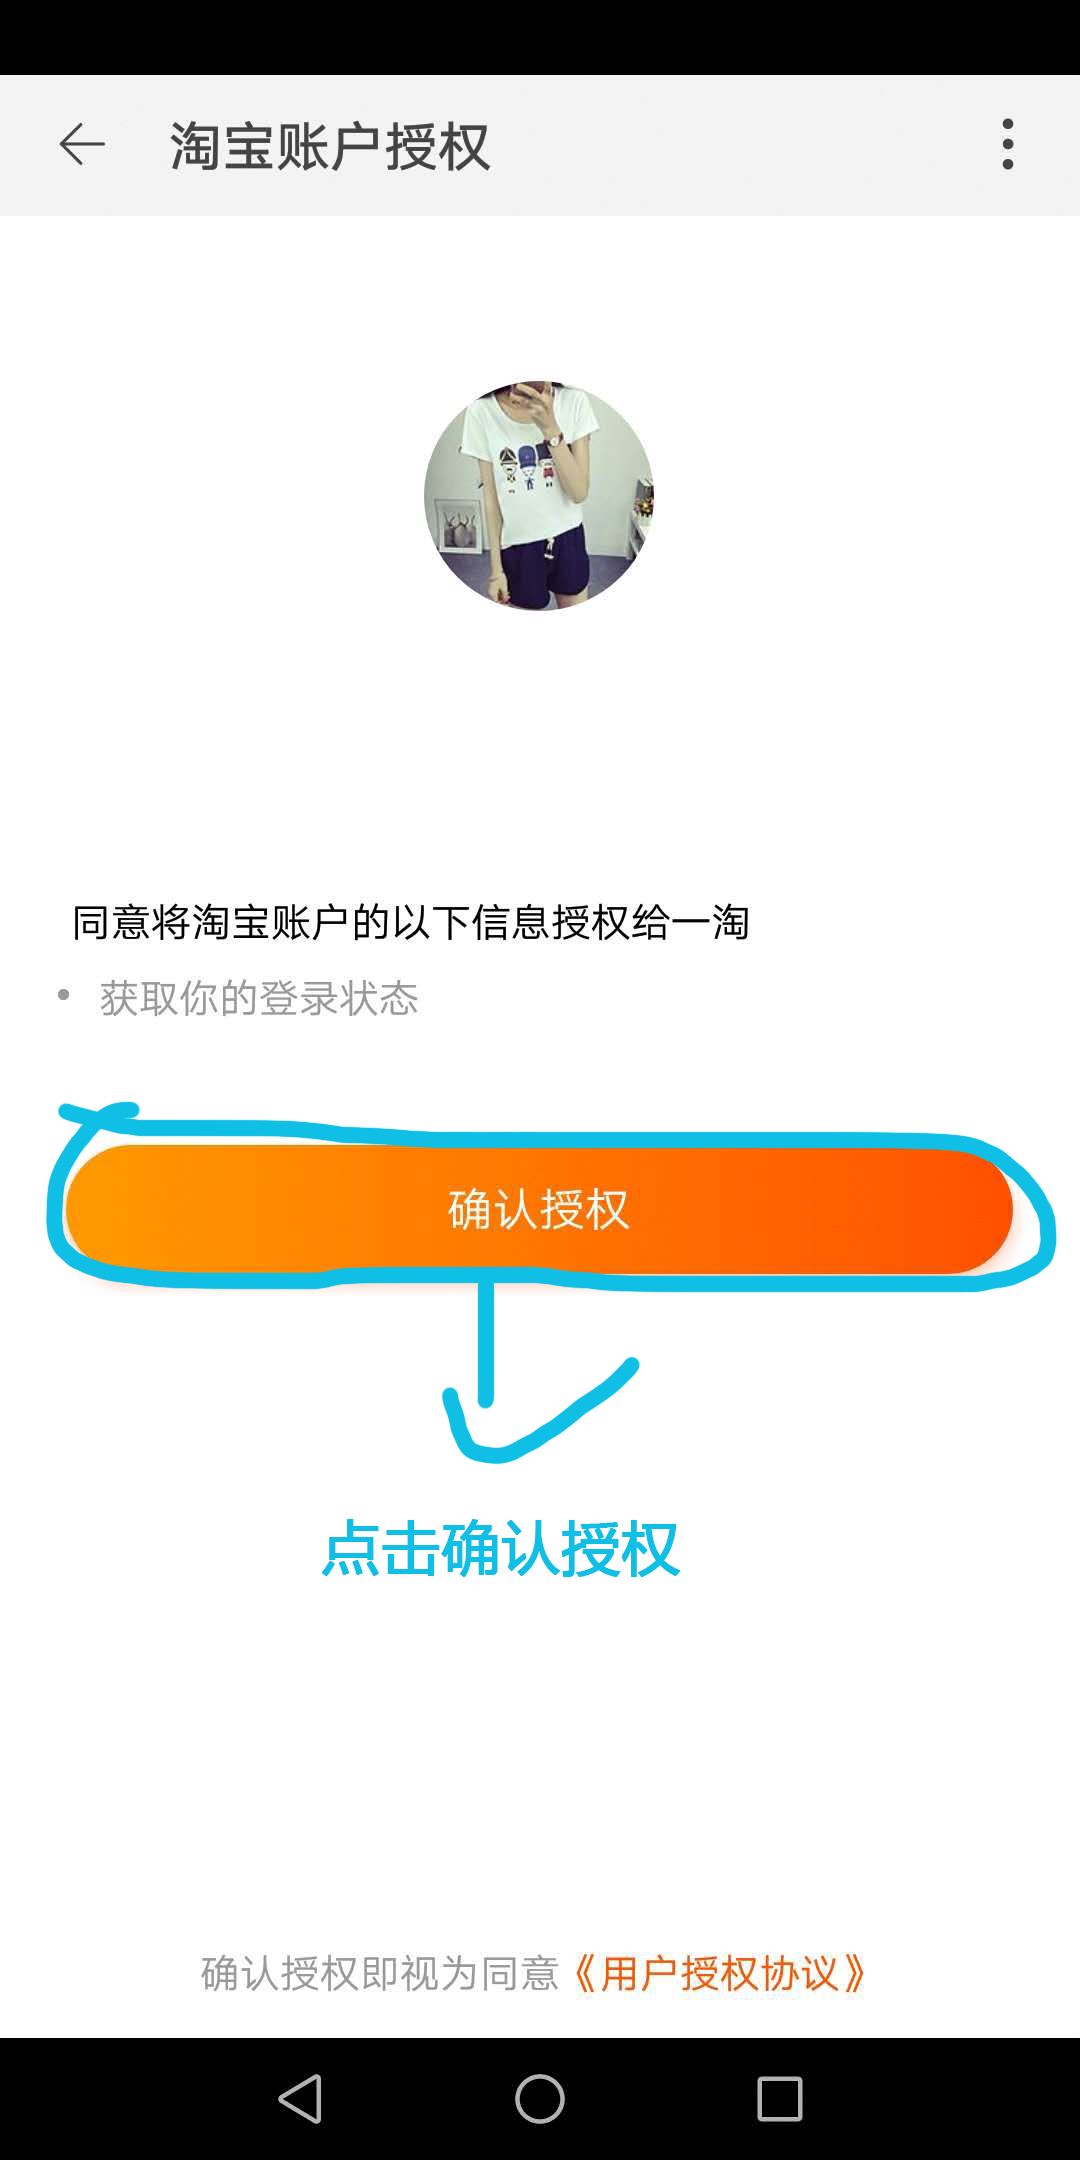 淘宝账户授权
同意将淘宝账户的以下信息授权给一淘
• 获取你的登录状态
确认授权
点击确认授权
确认授权即视为同意《用户授权协议》